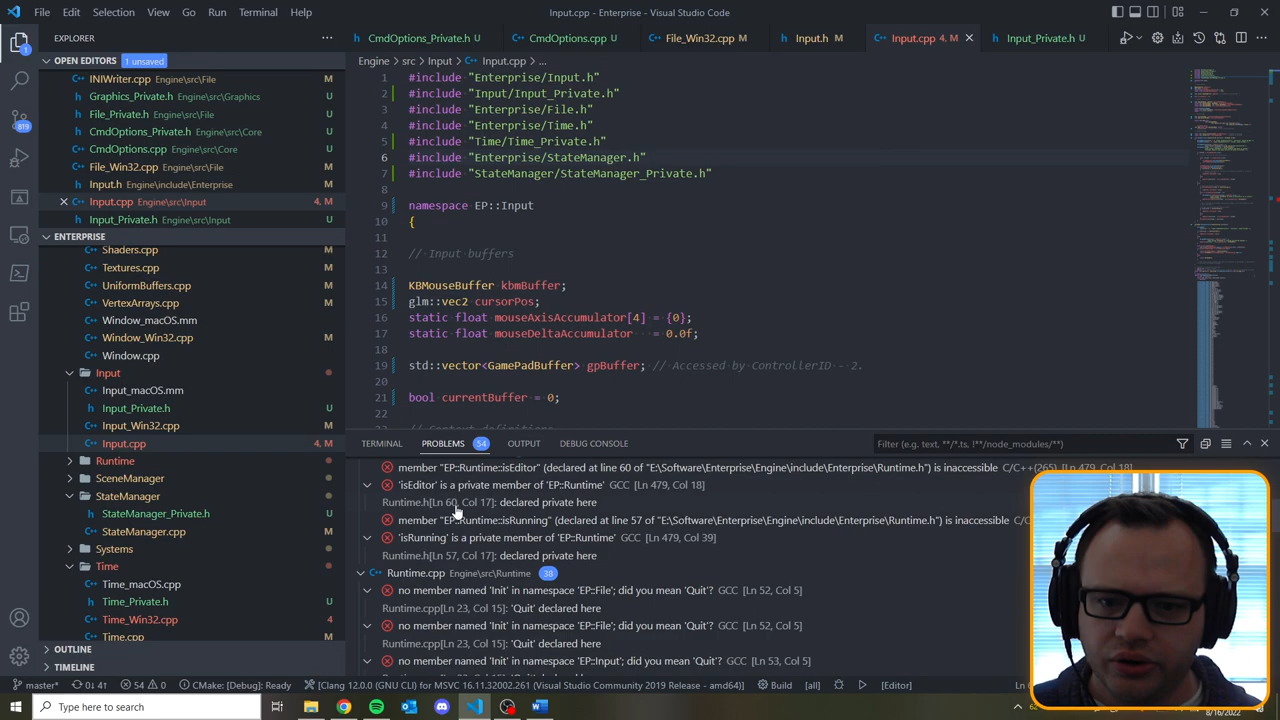 File Edit Selection View Go Run Terminal Help
Input.cpp - Enterprise - Visual Studio Code
EXPLORER
CmdOptions_Private.h U
CmdOptions.cpp U
File_Win32.cpp M
Input.h M
Input.cpp 4, M
Input_Private.h U
OPEN EDITORS 1 unsaved
INIWriter.cpp Engine\src\File M
Graphics_Private.h Engine\src\Graphics U
File_Private.h Engine\src\File U
CmdOptions_Private.h Engine\src\Core U
CmdOptions.cpp Engine\src\Core U
File_Win32.cpp Engine\src\File M
Input.h Engine\include\Enterprise M
Input.cpp Engine\src\Input 4, M
Input_Private.h Engine\src\Input U
ENTERPRISE
Shaders.cpp
Textures.cpp M
UniformBuffers.cpp M
VertexArrays.cpp M
Window_macOS.mm
Window_Win32.cpp M
Window.cpp
Input
Input_macOS.mm
Input_Private.h U
Input_Win32.cpp M
Input.cpp 4, M
Runtime
SceneManager
StateManager
StateManager_Private.h U
StateManager.cpp M
Systems
Time
Time_macOS.cpp
Time_Private.h U
Time_Win32.cpp M
Time.cpp M
OUTLINE
TIMELINE
1
819
Engine > src > Input > Input.cpp > ...
1 #include "Enterprise/Input.h"
2 #include "Input/Input_Private.h"
3 #include "Enterprise/File.h"
4 #include "Enterprise/Time.h"
5 #include "Time/Time_Private.h"
6 #include "Enterprise/StateManager.h"
7 #include "StateManager/StateManager_Private.h"
8
9 namespace EP::Input
10 {
11
12
13
14 KBMouseBuffer kbmBuffer;
15 glm::vec2 cursorPos;
16 static float mouseAxisAccumulator[4] = {0};
17 static float mouseDeltaAccumulator = 0.0f;
18
19 std::vector<GamePadBuffer> gpBuffer; // Accessed by ControllerID - 2.
20
21 bool currentBuffer = 0;
22
// Context definitions
TERMINAL PROBLEMS 54 OUTPUT DEBUG CONSOLE
Filter (e.g. text, **/*.ts, !**/node_modules/**)
member "EP::Runtime::isEditor" (declared at line 60 of "E:\Software\Enterprise\Engine\include\Enterprise\Runtime.h") is inaccessible C/C++(265) [Ln 479, Col 18]
'isEditor' is a private member of 'EP::Runtime' GCC [Ln 479, Col 18]
Runtime.h[Ln 60, Col 17]: declared private here
member "EP::Runtime::isRunning" (declared at line 57 of "E:\Software\Enterprise\Engine\include\Enterprise\Runtime.h") is inaccessible
'isRunning' is a private member of 'EP::Runtime' GCC [Ln 479, Col 39]
Runtime.h[Ln 57, Col 17]: declared private here
Runtime.cpp Engine\src\Runtime 38
no member named 'Init' in namespace 'EP::File'; did you mean 'Quit'? GCC [Ln 52, Col 5]
Runtime.cpp[Ln 23, Col 15]: 'Quit' declared here
no member named 'Init' in namespace 'EP::File'; did you mean 'Quit'? GCC [Ln 52, Col 5]
Runtime.cpp[Ln 23, Col 15]: 'Quit' declared here
no member named 'Init' in namespace 'EP::Input'; did you mean 'Quit'? GCC [Ln 53, Col 5]
master* 0↓ 4↑ 54 0 CMake: [Debug]: Ready [Clang 12.0.0 (GNU CLI) for MSVC 16.11.32002.261 (Visual Studio Community 2019 Release - amd64)] Build [all] [Editor]
Type here to search
8/16/2022